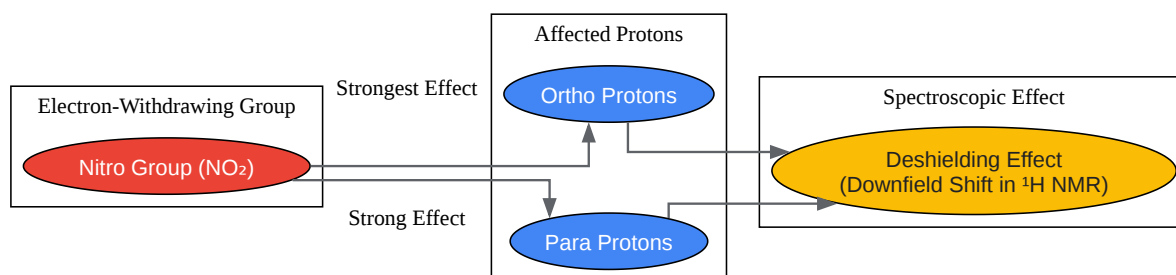 Electron-Withdrawing Group
Nitro Group (NO₂)
Strongest Effect
Strong Effect
Affected Protons
Ortho Protons
Para Protons
Spectroscopic Effect
Deshielding Effect
(Downfield Shift in ¹H NMR)